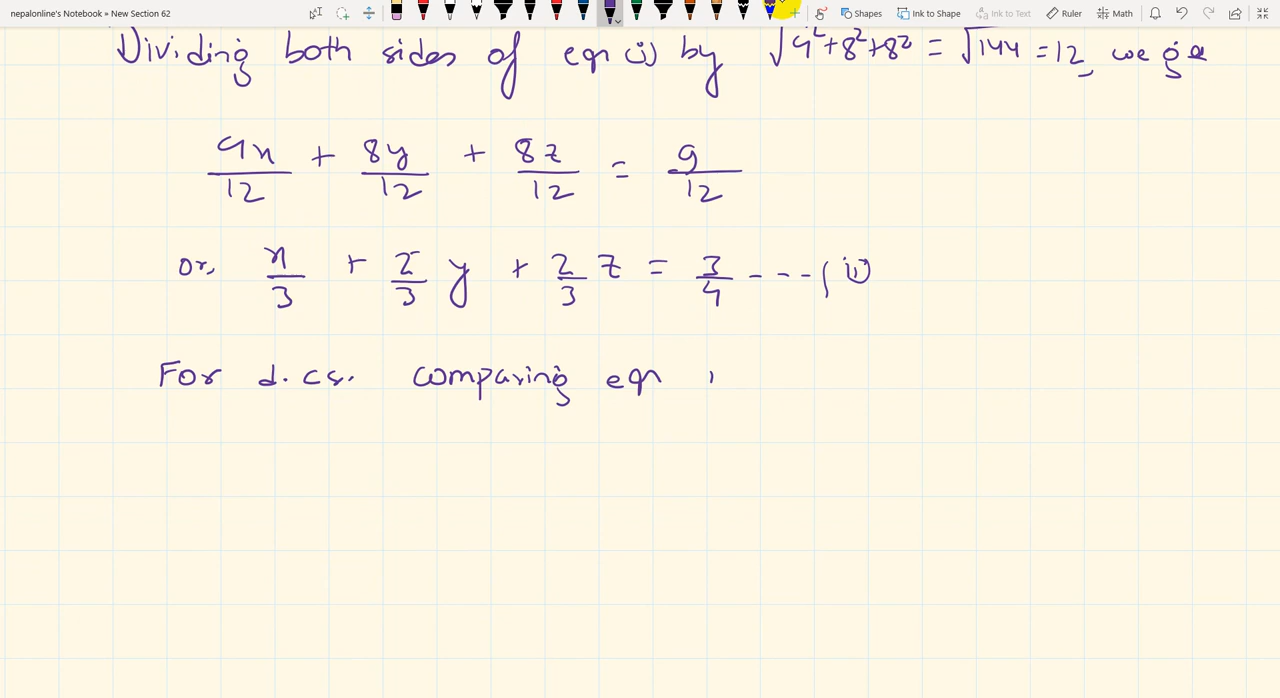 nepalonline's Notebook » New Section 62 Shapes Ink to Shape Ink to Text Ruler Math
Dividing both sides of eqn (i) by √4²+8²+8² = √144 = 12, we ge
4x/12 + 8y/12 + 8z/12 = 9/12
or, x/3 + 2/3 y + 2/3 z = 3/4 ---- (ii)
For d.cs. comparing eqn